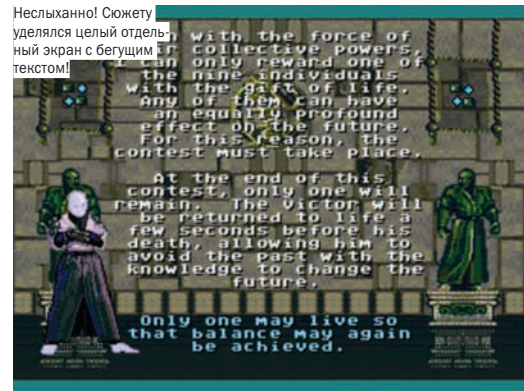 Неслыханно! Сюжету
уделялся целый отдель-
ный экран с бегущим
текстом!
with the force of
collective powers,
I can only reward one of
the nine individuals
with the gift of life.
Any of them can have
an equally profound
effect on the future.
For this reason, the
contest must take place.
At the end of this
contest, only one will
remain. The Victor will
be returned to life a
few seconds before his
death, allowing him to
avoid the past with the
knowledge to change the
future.
Only one may live so
that balance may again
be achieved.